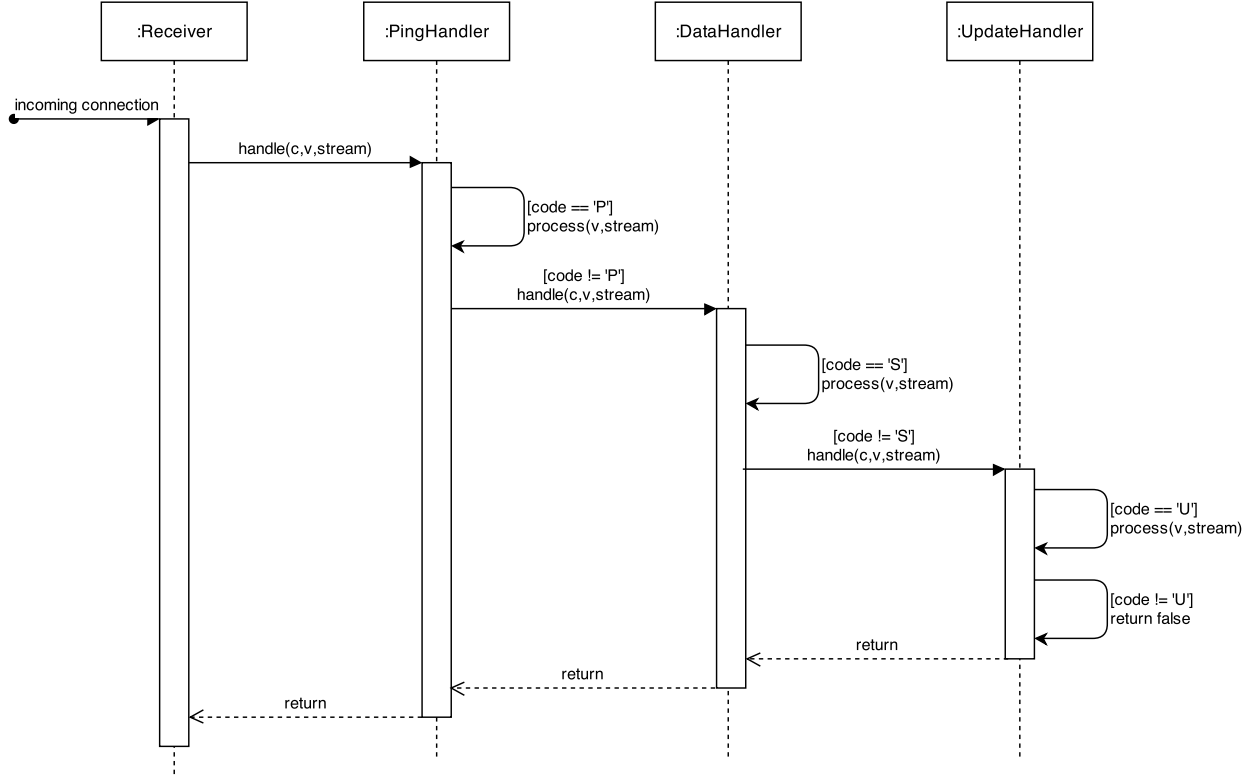 :Receiver
:PingHandler
:DataHandler
:UpdateHandler
incoming connection
handle(c,v,stream)
[code == 'P']
process(v,stream)
[code != 'P']
handle(c,v,stream)
[code == 'S']
process(v,stream)
[code != 'S']
handle(c,v,stream)
[code == 'U']
process(v,stream)
[code != 'U']
return false
return
return
return